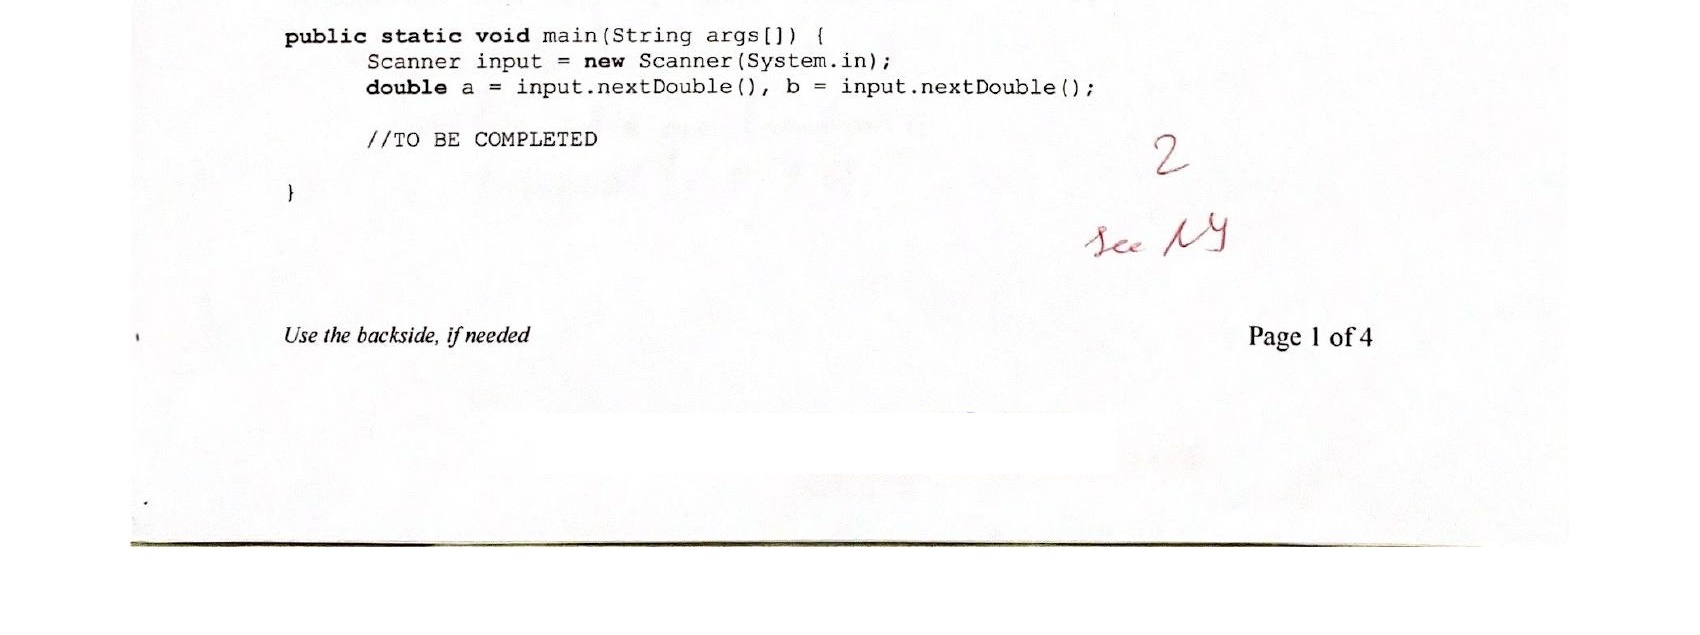 public static void main(String args[]) {
Scanner input = new Scanner(System.in);
double a = input.nextDouble(), b = input.nextDouble();
//TO BE COMPLETED
2
}
See
Use the backside, if needed
Page 1 of 4